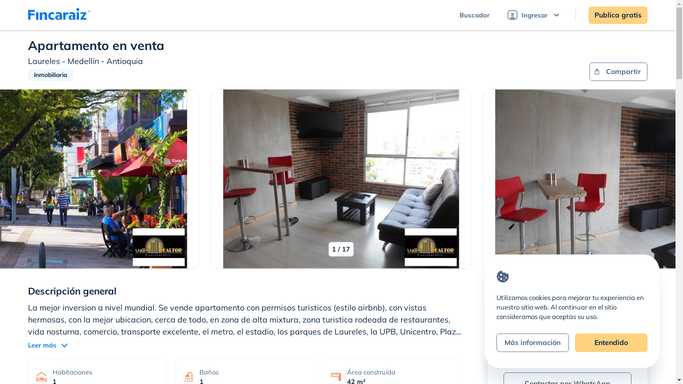 Fincaraiz
Buscador
Ingresar
Publica gratis
Apartamento en venta
Laureles - Medellín - Antioquia
Inmobiliaria
Compartir
REALTOR
1 / 17
Descripción general
La mejor inversion a nivel mundial. Se vende apartamento con permisos turisticos (estilo airbnb), con vistas
hermosas, con la mejor ubicacion, cerca de todo, en zona de alta mixtura, zona turistica rodeada de restaurantes,
vida nosturna, comercio, transporte excelente, el metro, el estadio, los parques de Laureles, la UPB, Unicentro, Plaz...
Leer más
Habitaciones
1
Baños
1
Área construida
42 m²
Utilizamos cookies para mejorar tu experiencia en
nuestro sitio web. Al continuar en el sitio
consideramos que aceptas su uso.
Más información
Entendido
Contactar por WhatsApp